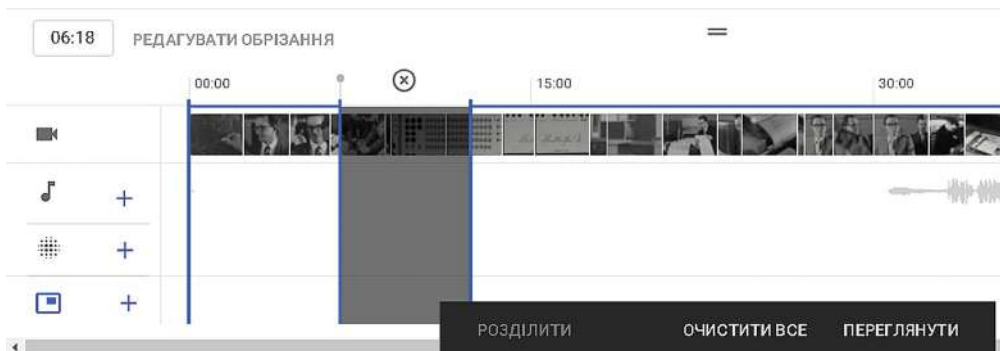 06:18 РЕДАГУВАТИ ОБРІЗАННЯ
00:00 15:00 30:00
РОЗДІЛИТИ ОЧИСТИТИ ВСЕ ПЕРЕГЛЯНУТИ